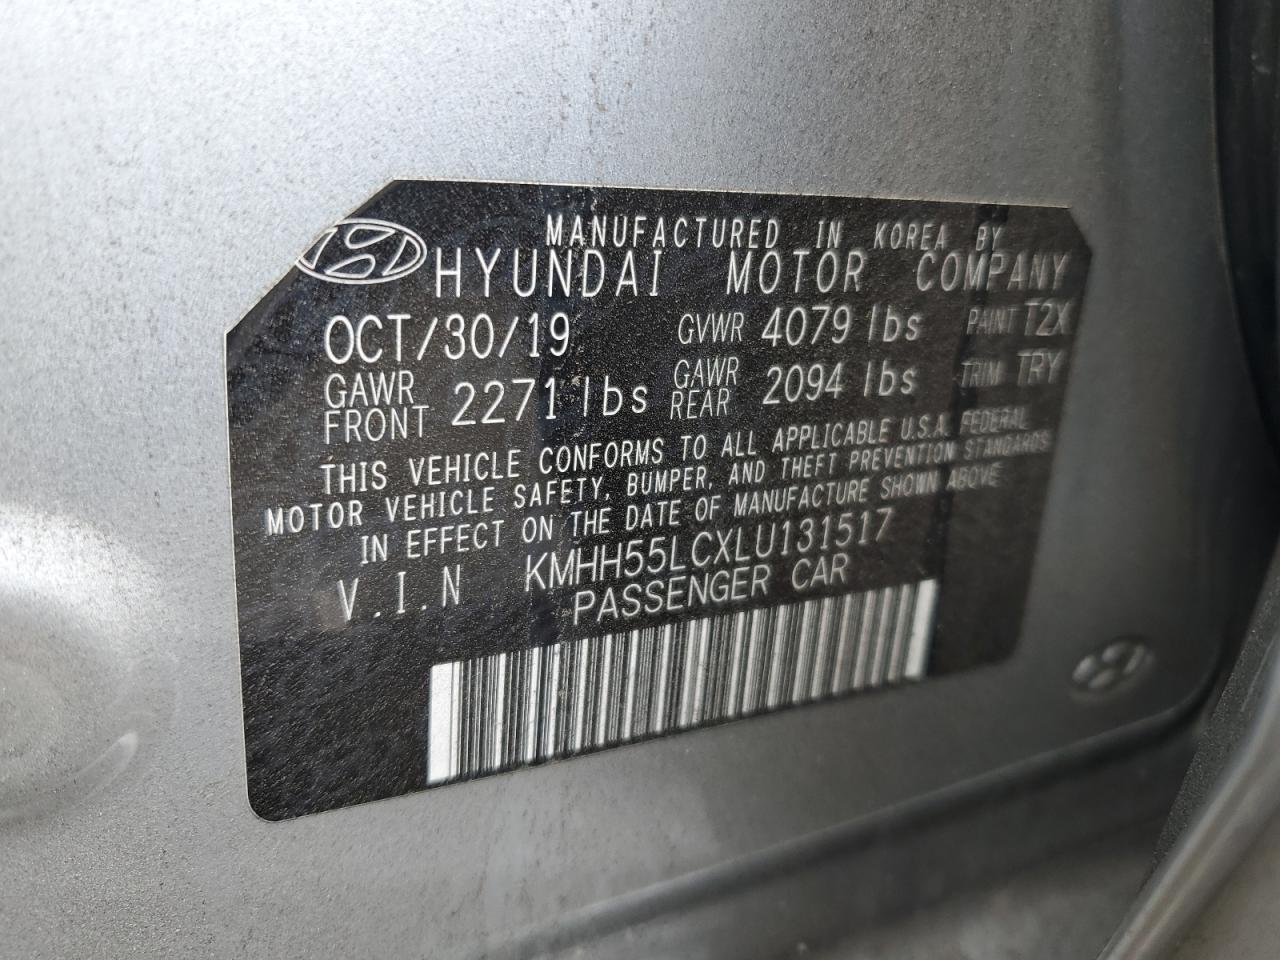 MANUFACTURED IN KOREA BY
HYUNDAI MOTOR COMPANY
OCT/30/19 GVWR 4079 lbs PAINT T2X
GAWR FRONT 2271 lbs GAWR REAR 2094 lbs TRIM TRY
THIS VEHICLE CONFORMS TO ALL APPLICABLE U.S.A. FEDERAL
MOTOR VEHICLE SAFETY, BUMPER, AND THEFT PREVENTION STANDARDS
IN EFFECT ON THE DATE OF MANUFACTURE SHOWN ABOVE
V.I.N KMHH55LCXLU131517
PASSENGER CAR